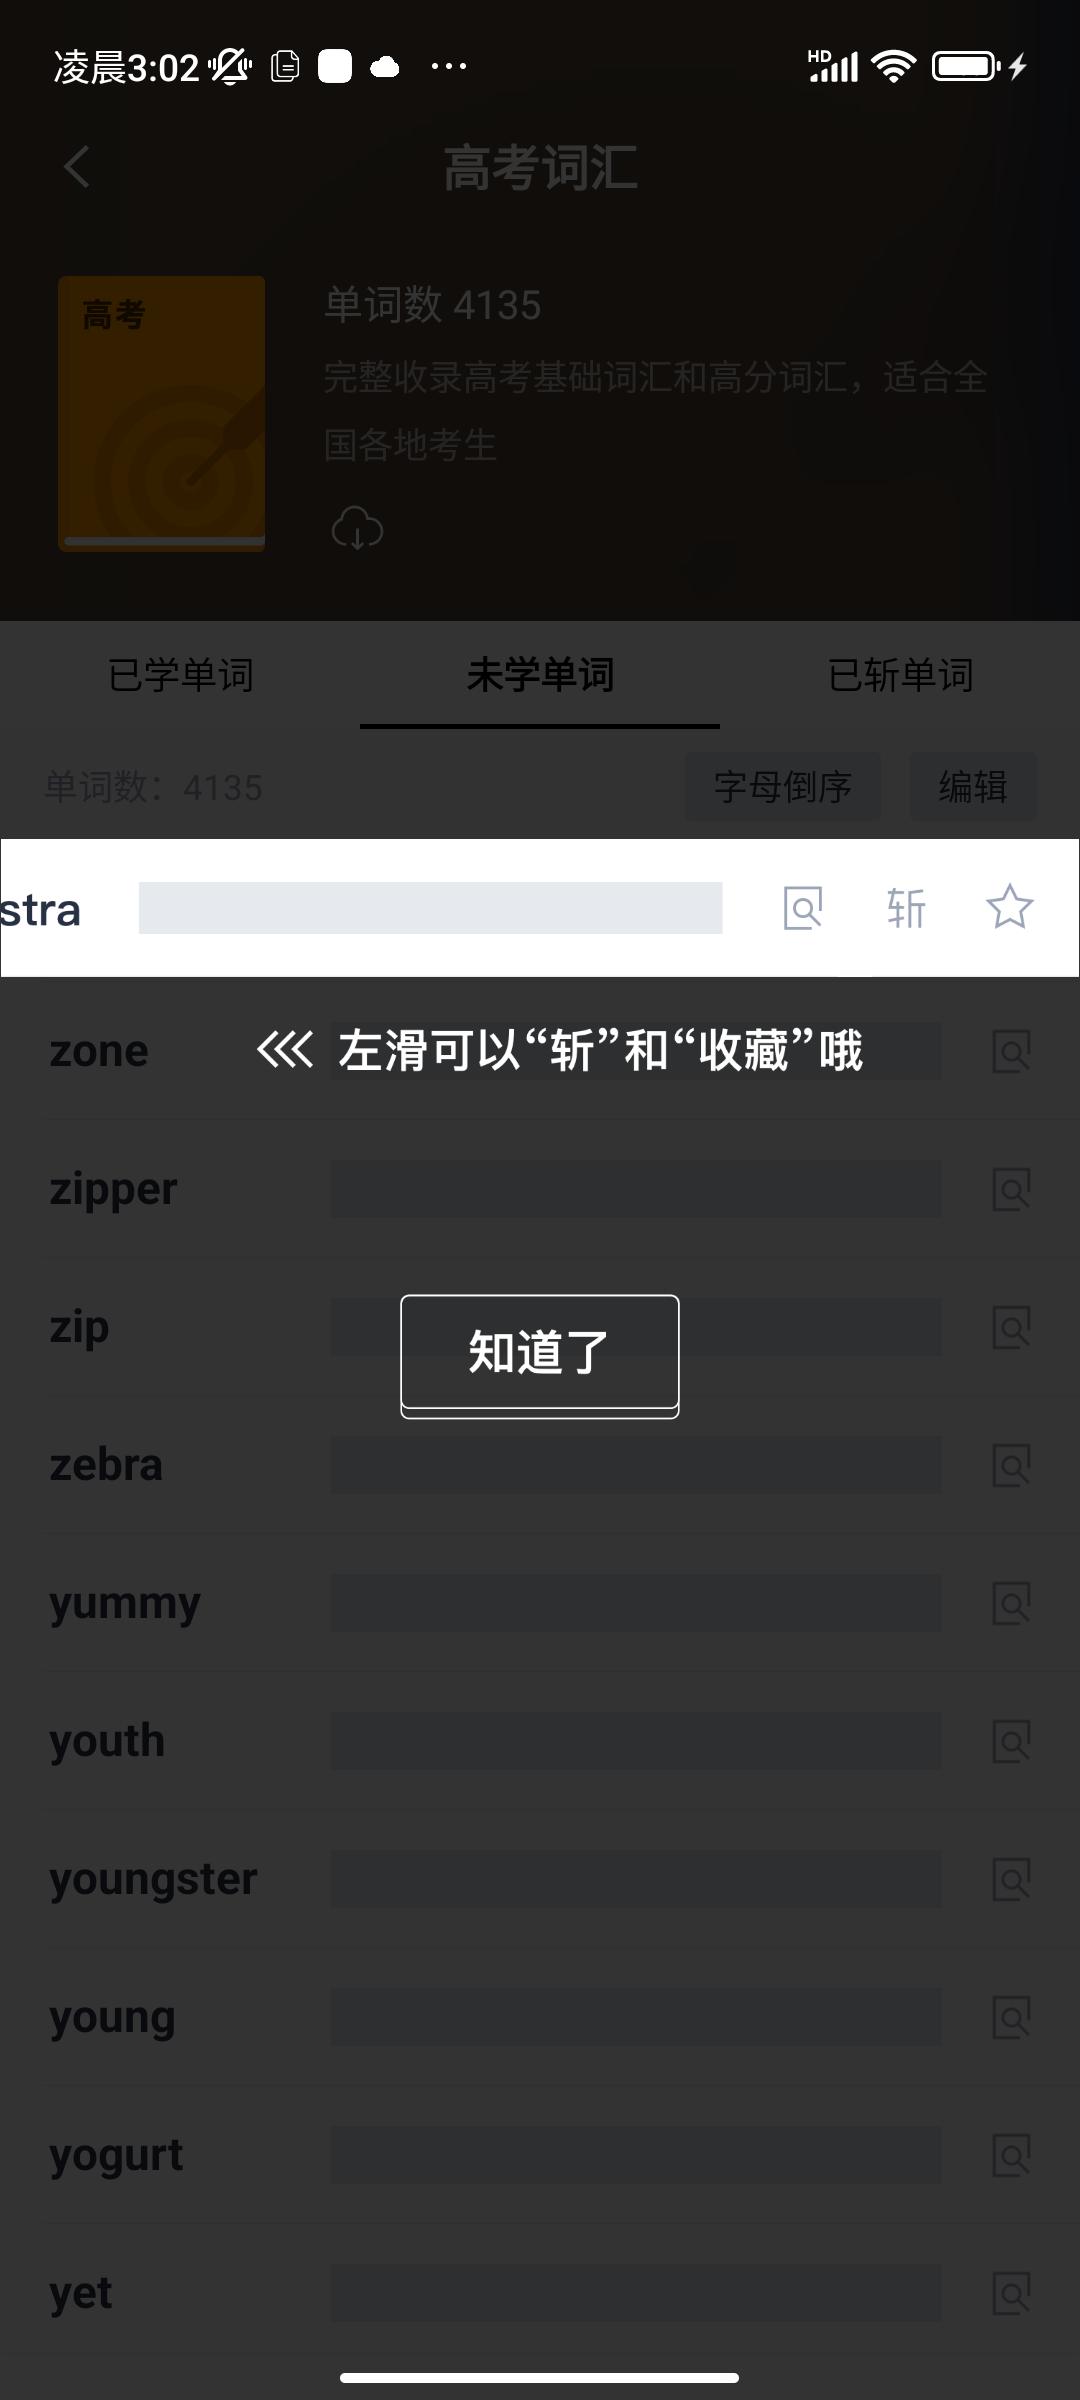 凌晨3:02 HD
高考词汇
高考
单词数 4135
完整收录高考基础词汇和高分词汇，适合全
国各地考生
已学单词 未学单词 已斩单词
单词数：4135 字母倒序 编辑
stra 斩
zone 左滑可以“斩”和“收藏”哦
zipper
zip
知道了
zebra
yummy
youth
youngster
young
yogurt
yet